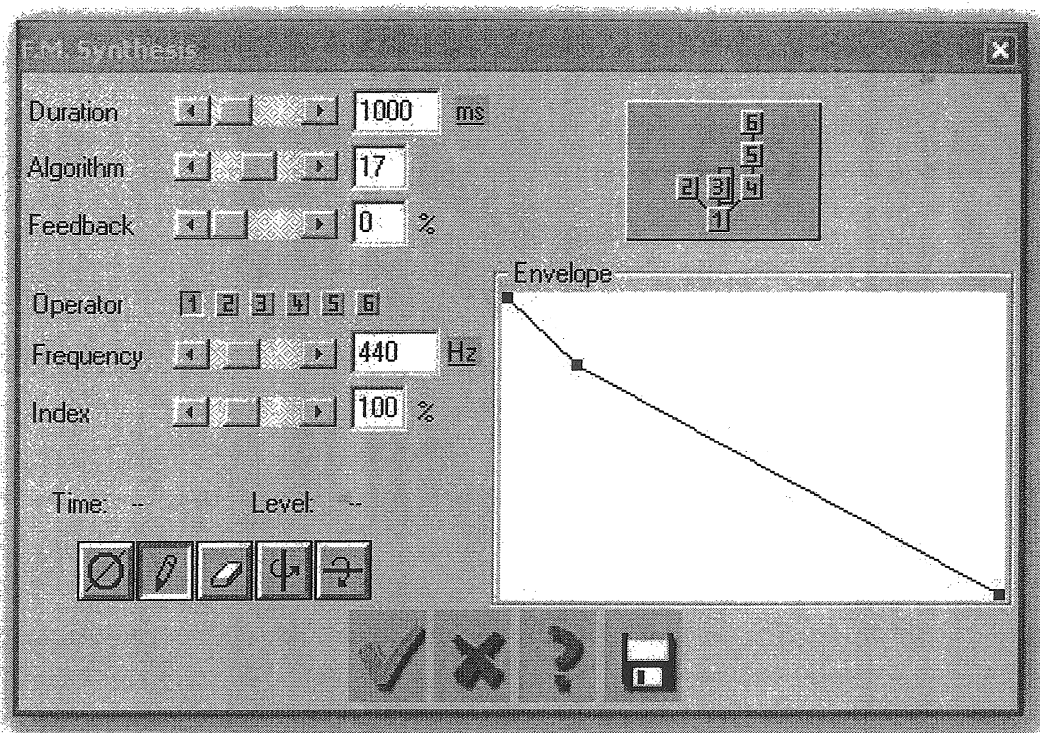 F.M. Synthesis
Duration 1000 ms
Algorithm 17
Feedback 0 %
6
5
2 3 4
1
Envelope
Operator 1 2 3 4 5 6
Frequency 440 Hz
Index 100 %
Time: -- Level: --